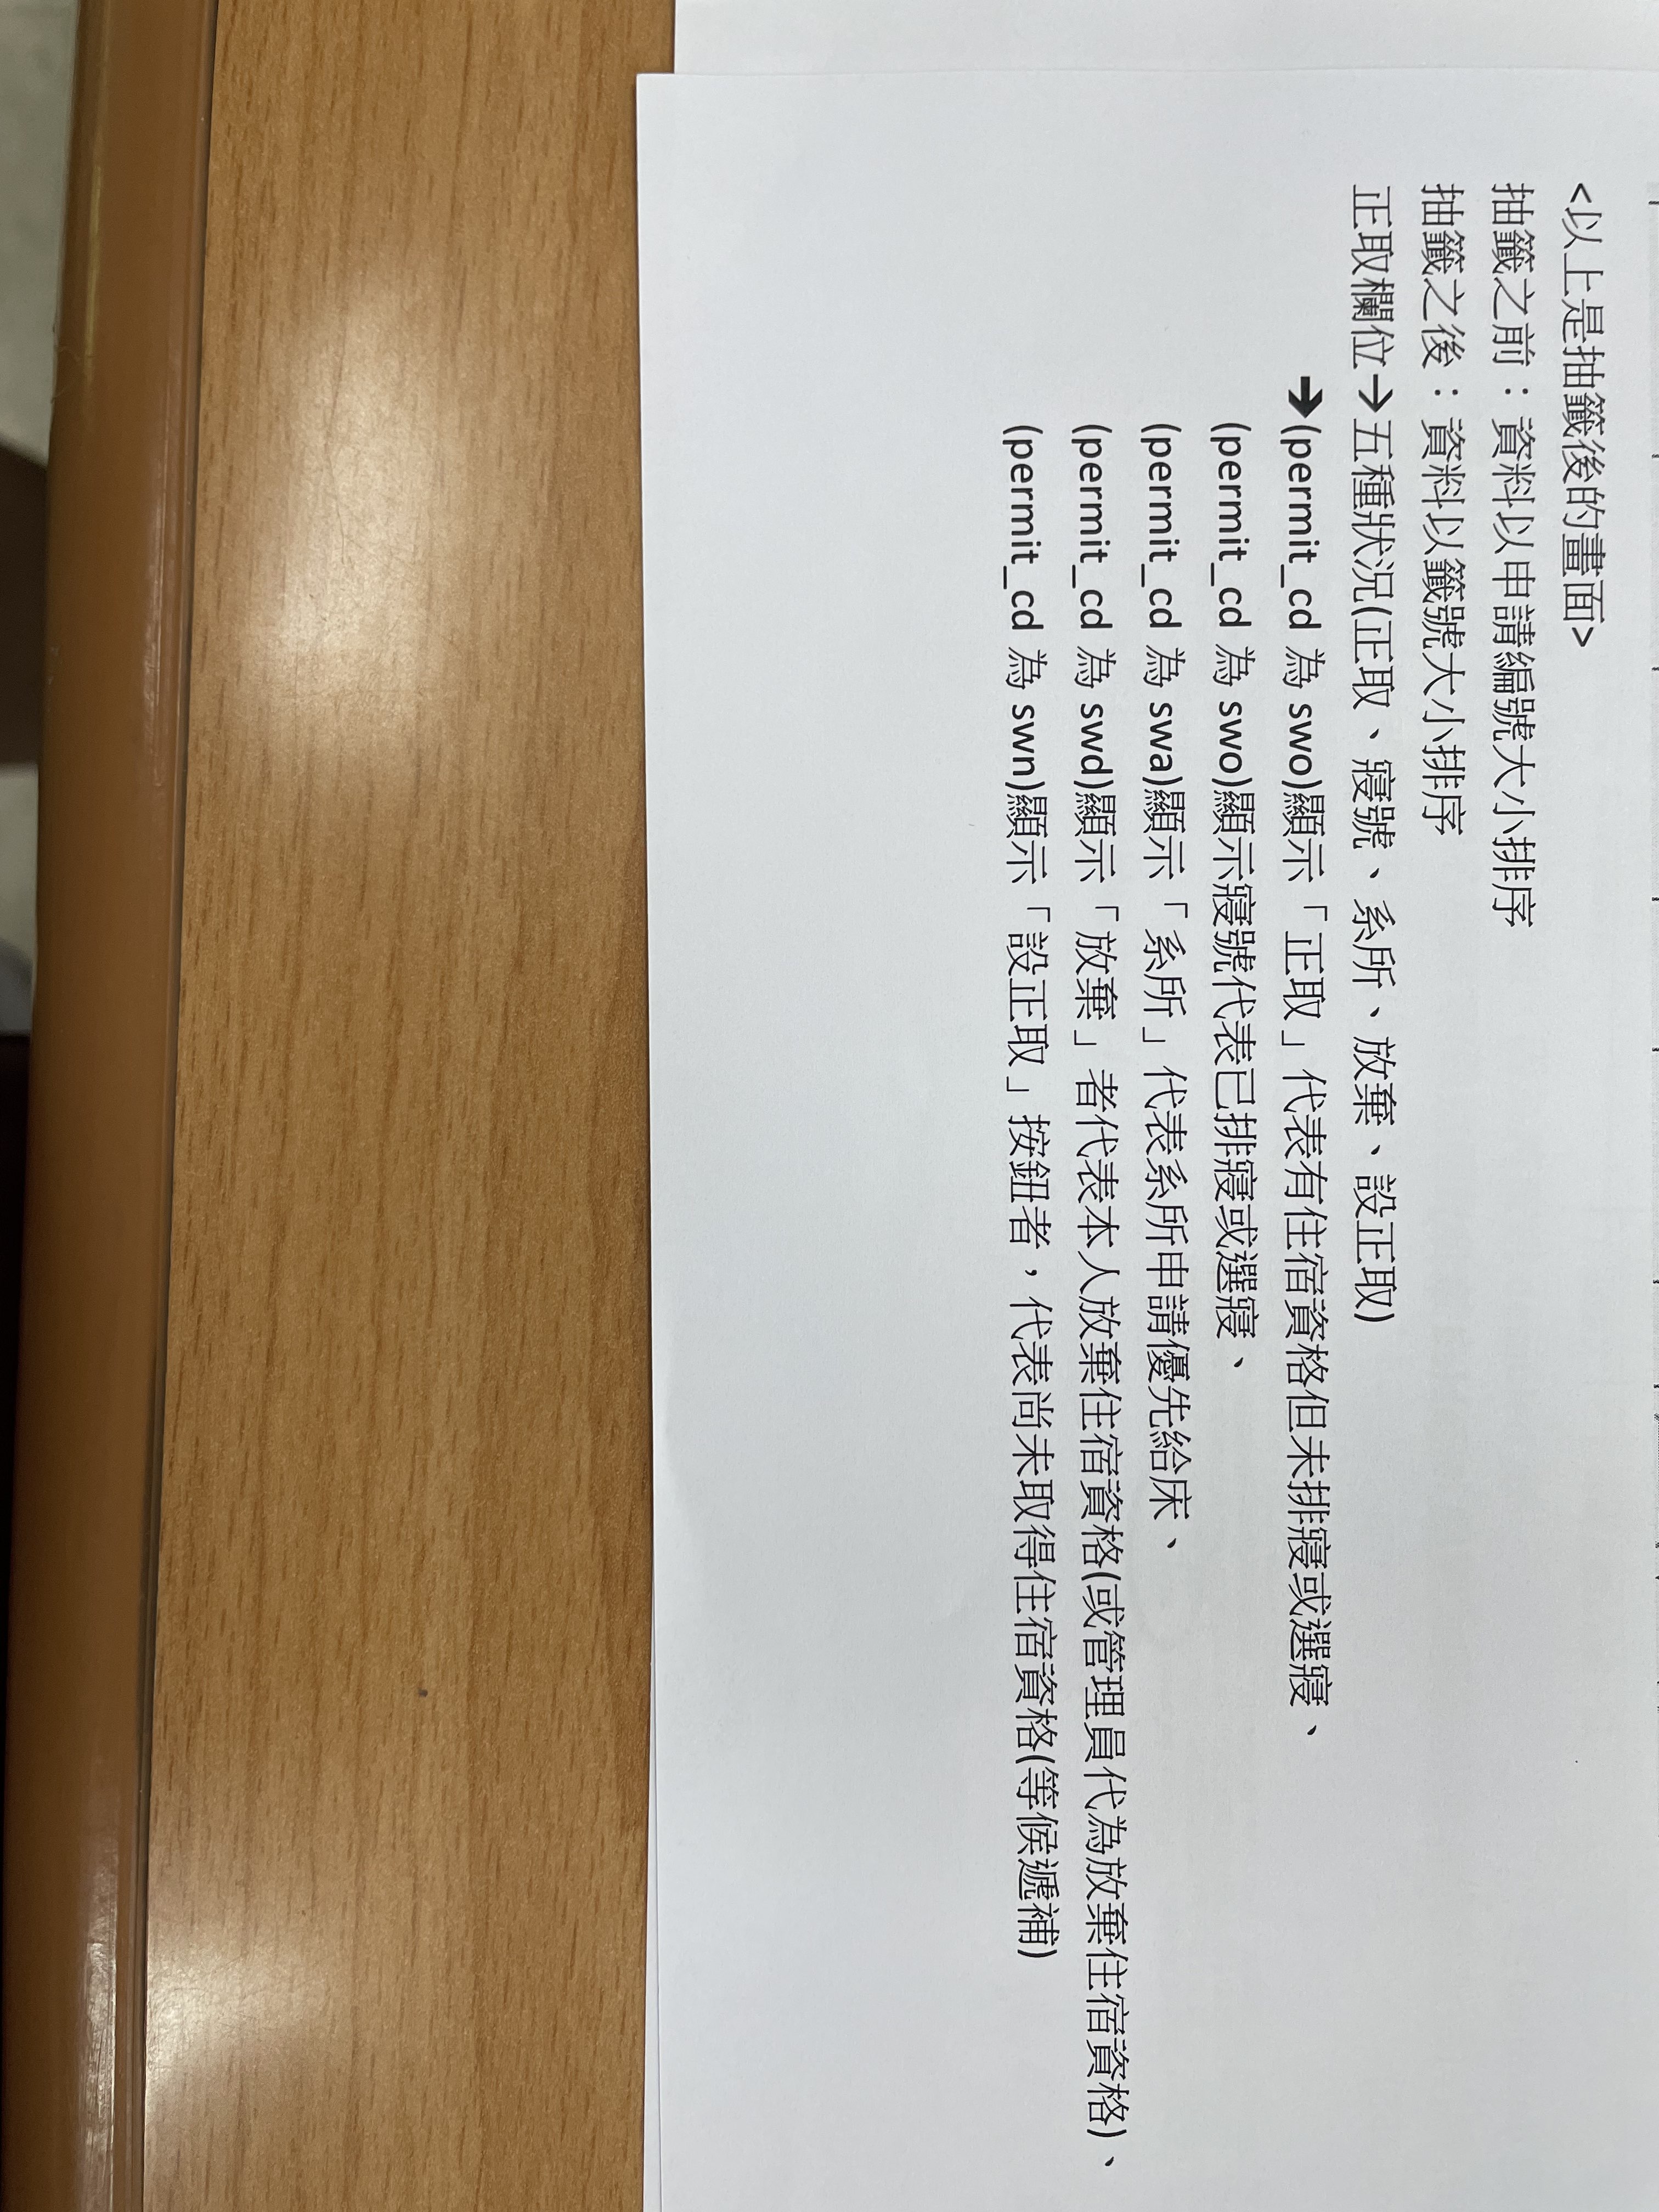 <以上是抽籤後的畫面>
抽籤之前：資料以申請編號大小排序
抽籤之後：資料以籤號大小排序
正取欄位→五種狀況(正取、寢號、系所、放棄、設正取)
➔(permit_cd 為 swo)顯示「正取」代表有住宿資格但未排寢或選寢、
(permit_cd 為 swo)顯示寢號代表已排寢或選寢、
(permit_cd 為 swa)顯示「系所」代表系所申請優先給床、
(permit_cd 為 swd)顯示「放棄」者代表本人放棄住宿資格(或管理員代為放棄住宿資格)、
(permit_cd 為 swn)顯示「設正取」按鈕者，代表尚未取得住宿資格(等候遞補)